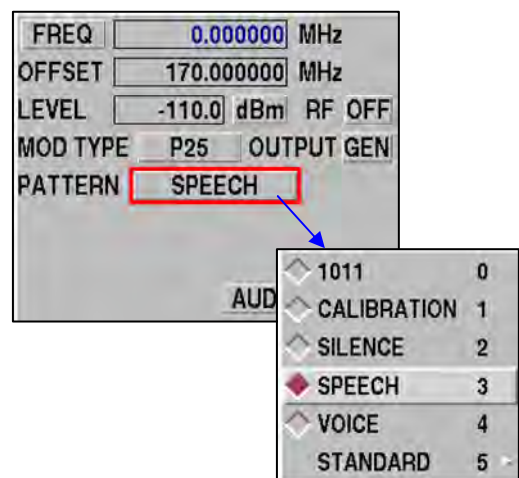 FREQ 0.000000 MHz
OFFSET 170.000000 MHz
LEVEL -110.0 dBm RF OFF
MOD TYPE P25 OUTPUT GEN
PATTERN SPEECH
AUD
1011 0
CALIBRATION 1
SILENCE 2
SPEECH 3
VOICE 4
STANDARD 5